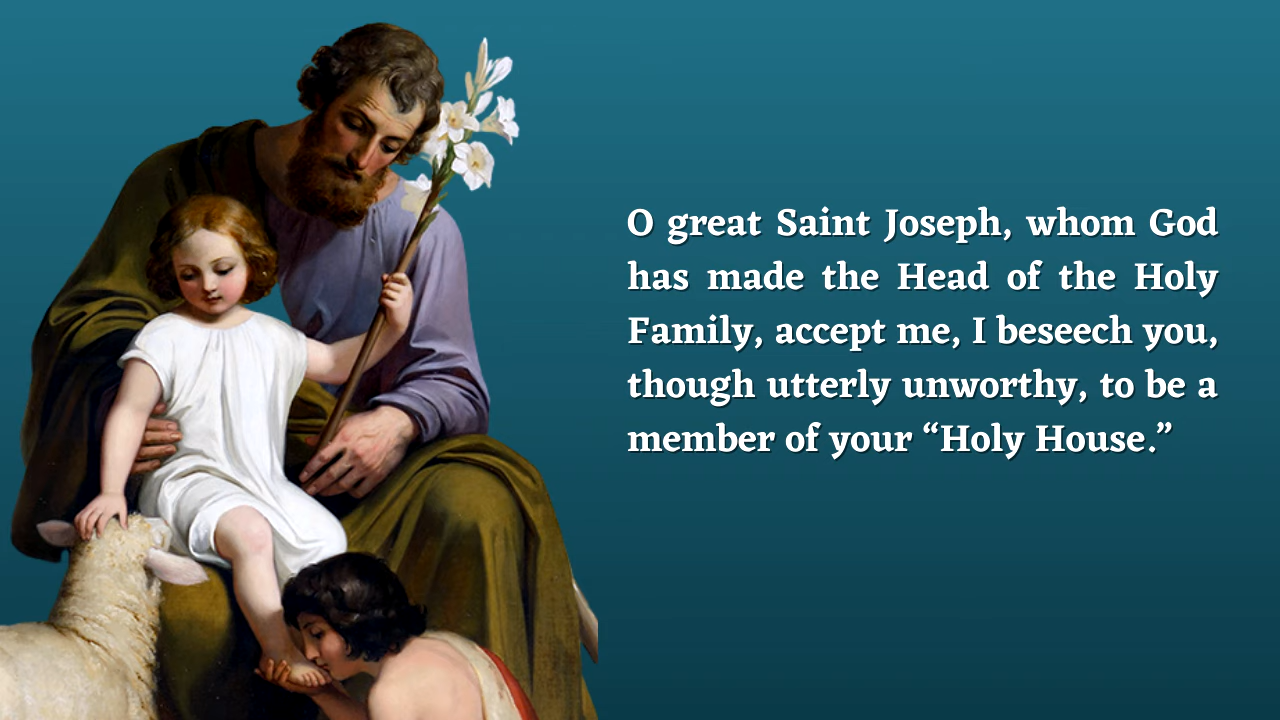 O great Saint Joseph, whom God
has made the Head of the Holy
Family, accept me, I beseech you,
though utterly unworthy, to be a
member of your “Holy House.”